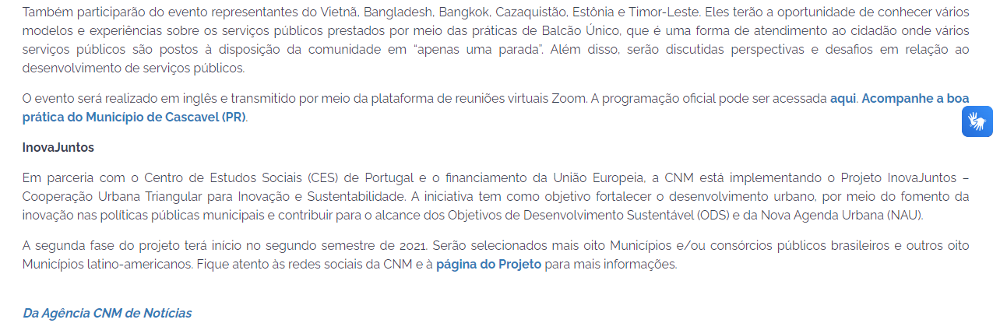 Também participarão do evento representantes do Vietnã, Bangladesh, Bangkok, Cazaquistão, Estônia e Timor-Leste. Eles terão a oportunidade de conhecer vários
modelos e experiências sobre os serviços públicos prestados por meio das práticas de Balcão Único, que é uma forma de atendimento ao cidadão onde vários
serviços públicos são postos à disposição da comunidade em “apenas uma parada”. Além disso, serão discutidas perspectivas e desafios em relação ao
desenvolvimento de serviços públicos.
O evento será realizado em inglês e transmitido por meio da plataforma de reuniões virtuais Zoom. A programação oficial pode ser acessada aqui. Acompanhe a boa
prática do Município de Cascavel (PR).
InovaJuntos
Em parceria com o Centro de Estudos Sociais (CES) de Portugal e o financiamento da União Europeia, a CNM está implementando o Projeto InovaJuntos –
Cooperação Urbana Triangular para Inovação e Sustentabilidade. A iniciativa tem como objetivo fortalecer o desenvolvimento urbano, por meio do fomento da
inovação nas políticas públicas municipais e contribuir para o alcance dos Objetivos de Desenvolvimento Sustentável (ODS) e da Nova Agenda Urbana (NAU).
A segunda fase do projeto terá início no segundo semestre de 2021. Serão selecionados mais oito Municípios e/ou consórcios públicos brasileiros e outros oito
Municípios latino-americanos. Fique atento às redes sociais da CNM e à página do Projeto para mais informações.
Da Agência CNM de Notícias